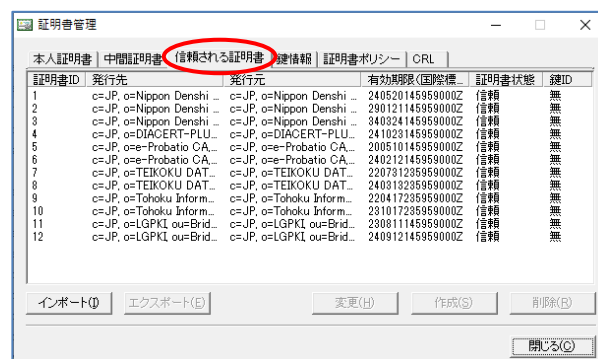 証明書管理
本人証明書 中間証明書 信頼される証明書 鍵情報 証明書ポリシー CRL
証明書ID 発行先 発行元 有効期限(国際標... 証明書状態 鍵ID
1 c=JP, o=Nippon Denshi ... c=JP, o=Nippon Denshi ... 240520145959000Z 信頼 無
2 c=JP, o=Nippon Denshi ... c=JP, o=Nippon Denshi ... 290121145959000Z 信頼 無
3 c=JP, o=Nippon Denshi ... c=JP, o=Nippon Denshi ... 340324145959000Z 信頼 無
4 c=JP, o=DIACERT-PLU... c=JP, o=DIACERT-PLU... 241023145959000Z 信頼 無
5 c=JP, o=e-Probatio CA,... c=JP, o=e-Probatio CA,... 200510145959000Z 信頼 無
6 c=JP, o=e-Probatio CA,... c=JP, o=e-Probatio CA,... 240212145959000Z 信頼 無
7 c=JP, o=TEIKOKU DAT... c=JP, o=TEIKOKU DAT... 220731235959000Z 信頼 無
8 c=JP, o=TEIKOKU DAT... c=JP, o=TEIKOKU DAT... 240313235959000Z 信頼 無
9 c=JP, o=Tohoku Inform... c=JP, o=Tohoku Inform... 220417235959000Z 信頼 無
10 c=JP, o=Tohoku Inform... c=JP, o=Tohoku Inform... 231017235959000Z 信頼 無
11 c=JP, o=LGPKI, ou=Brid... c=JP, o=LGPKI, ou=Brid... 230811145959000Z 信頼 無
12 c=JP, o=LGPKI, ou=Brid... c=JP, o=LGPKI, ou=Brid... 240912145959000Z 信頼 無
インポート(I) エクスポート(E) 変更(H) 作成(S) 削除(R)
閉じる(C)